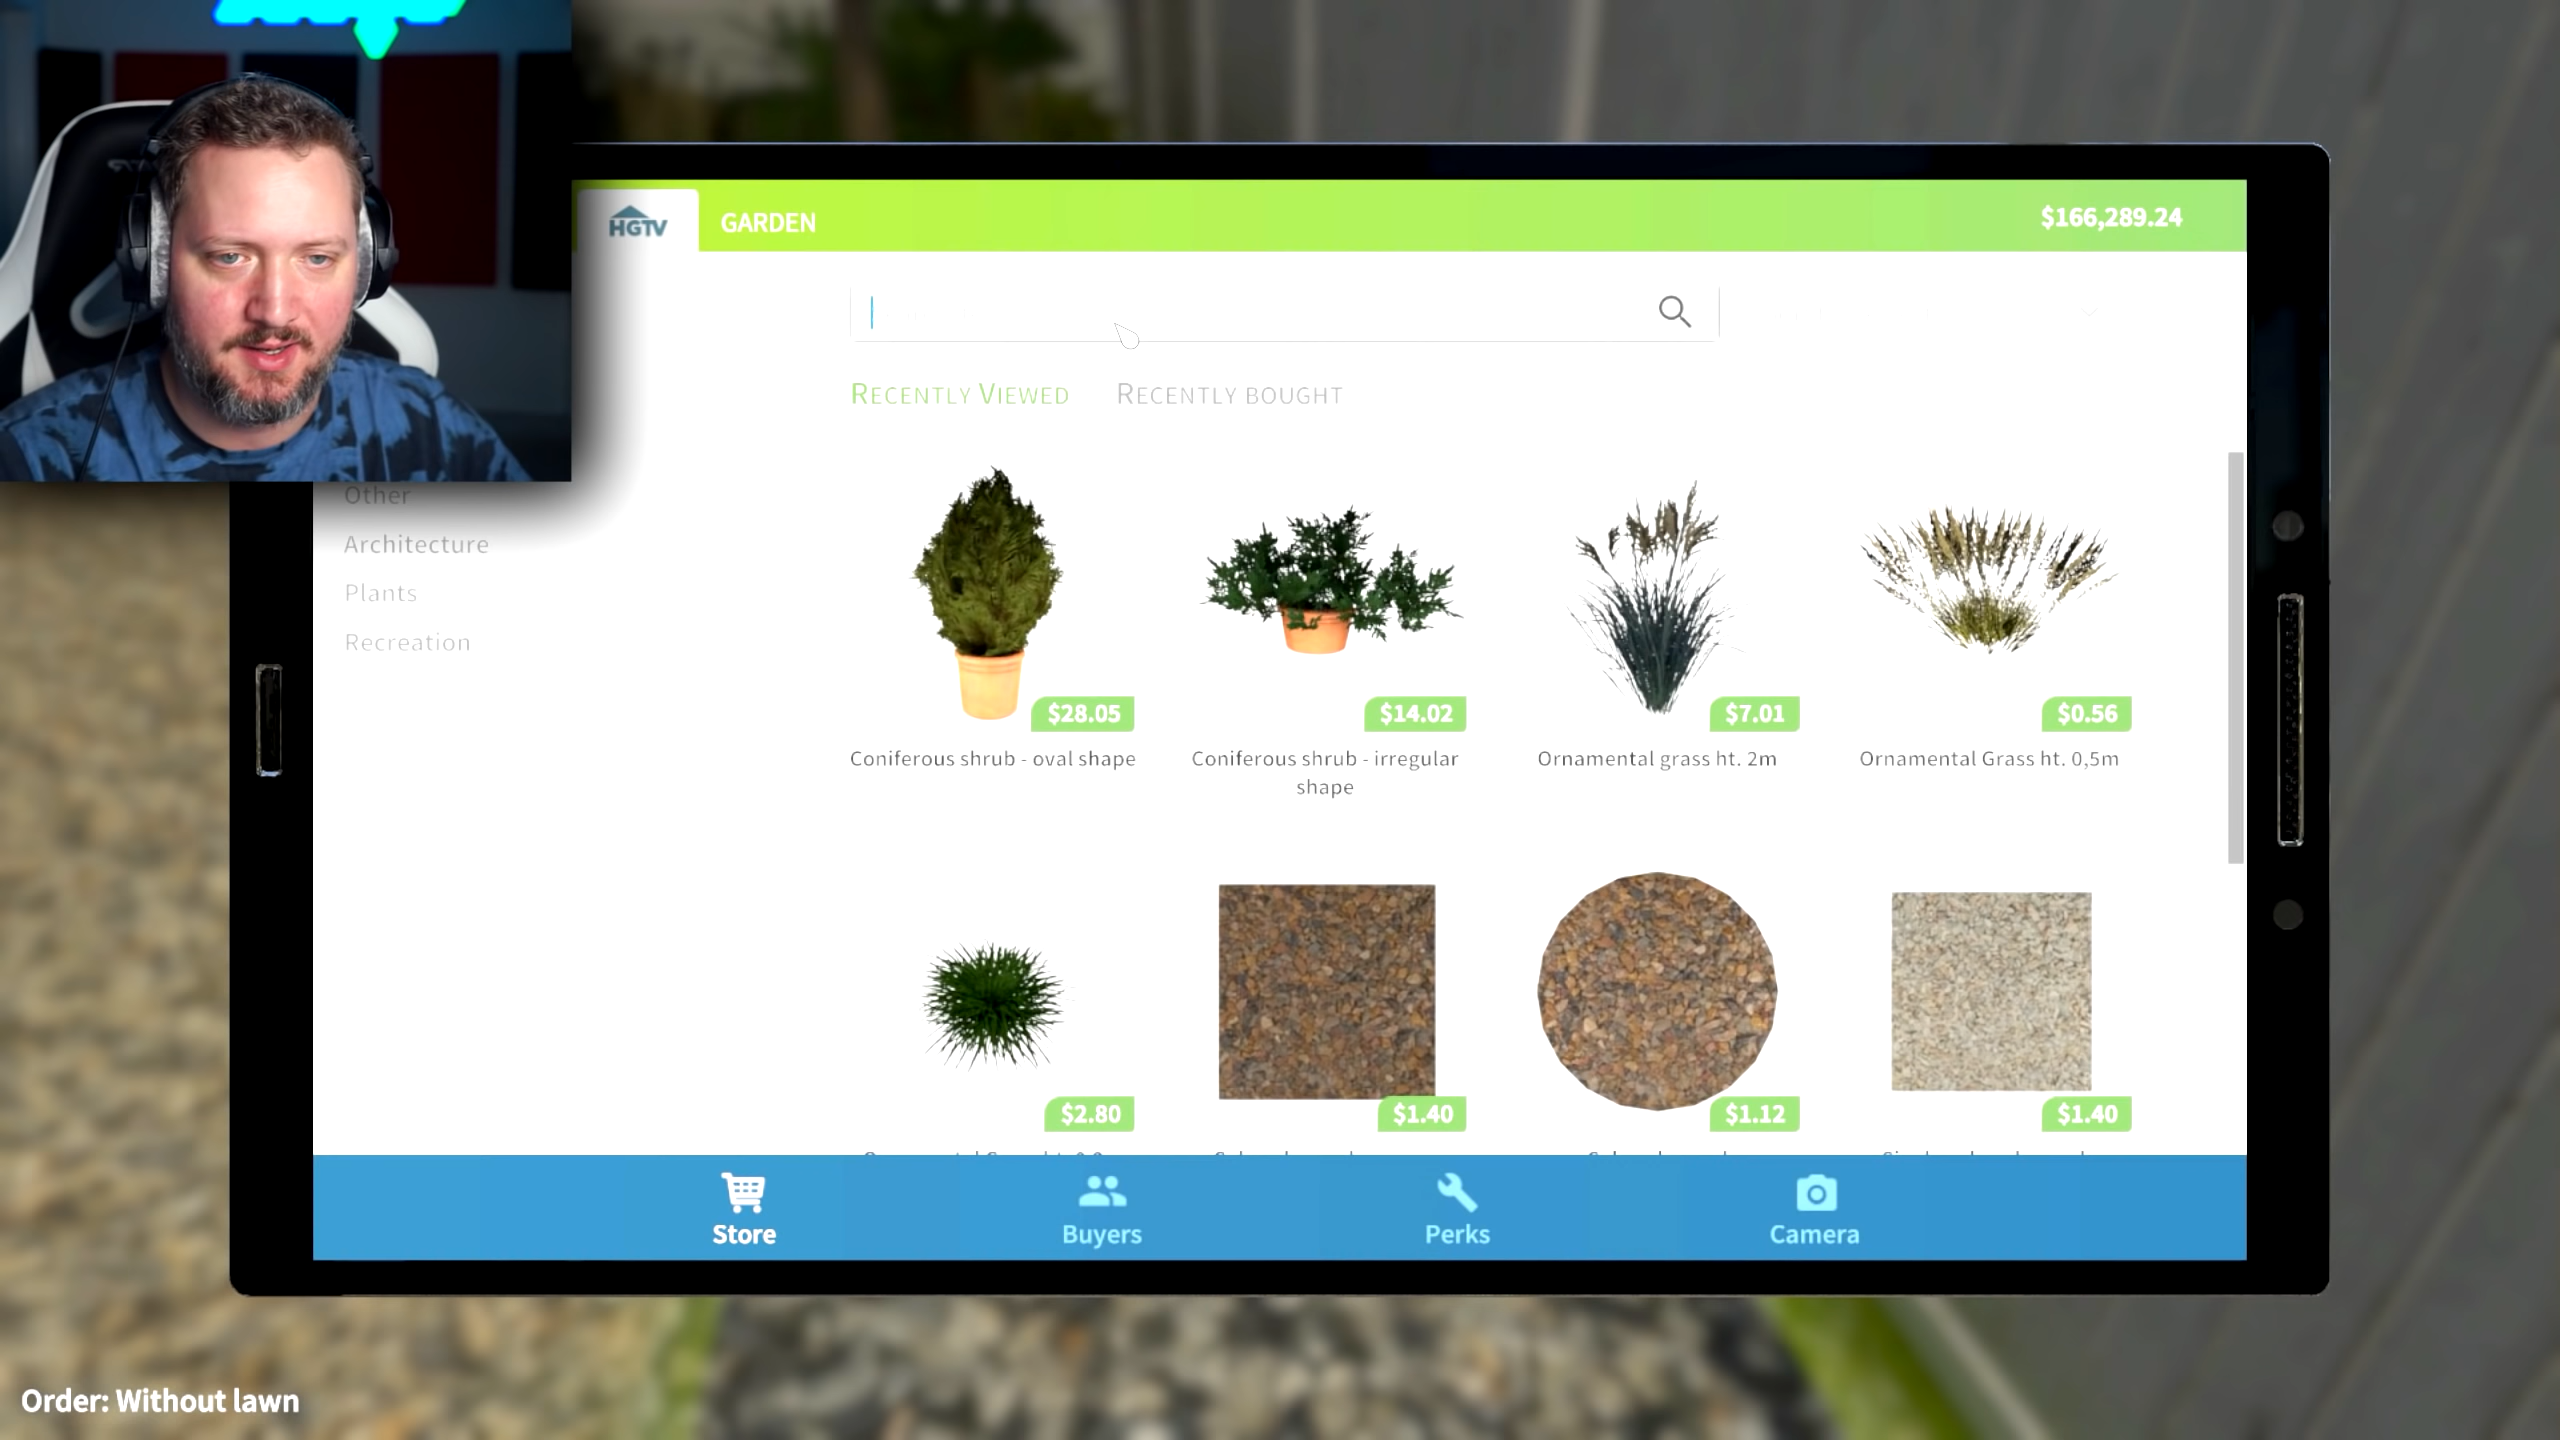 HGTV
GARDEN
$166,289.24
RECENTLY VIEWED
RECENTLY BOUGHT
Other
Architecture
Plants
Recreation
$28.05
$14.02
$7.01
$0.56
Coniferous shrub - oval shape
Coniferous shrub - irregular
shape
Ornamental grass ht. 2m
Ornamental Grass ht. 0,5m
$2.80
$1.40
$1.12
$1.40
Store
Buyers
Perks
Camera
Order: Without lawn